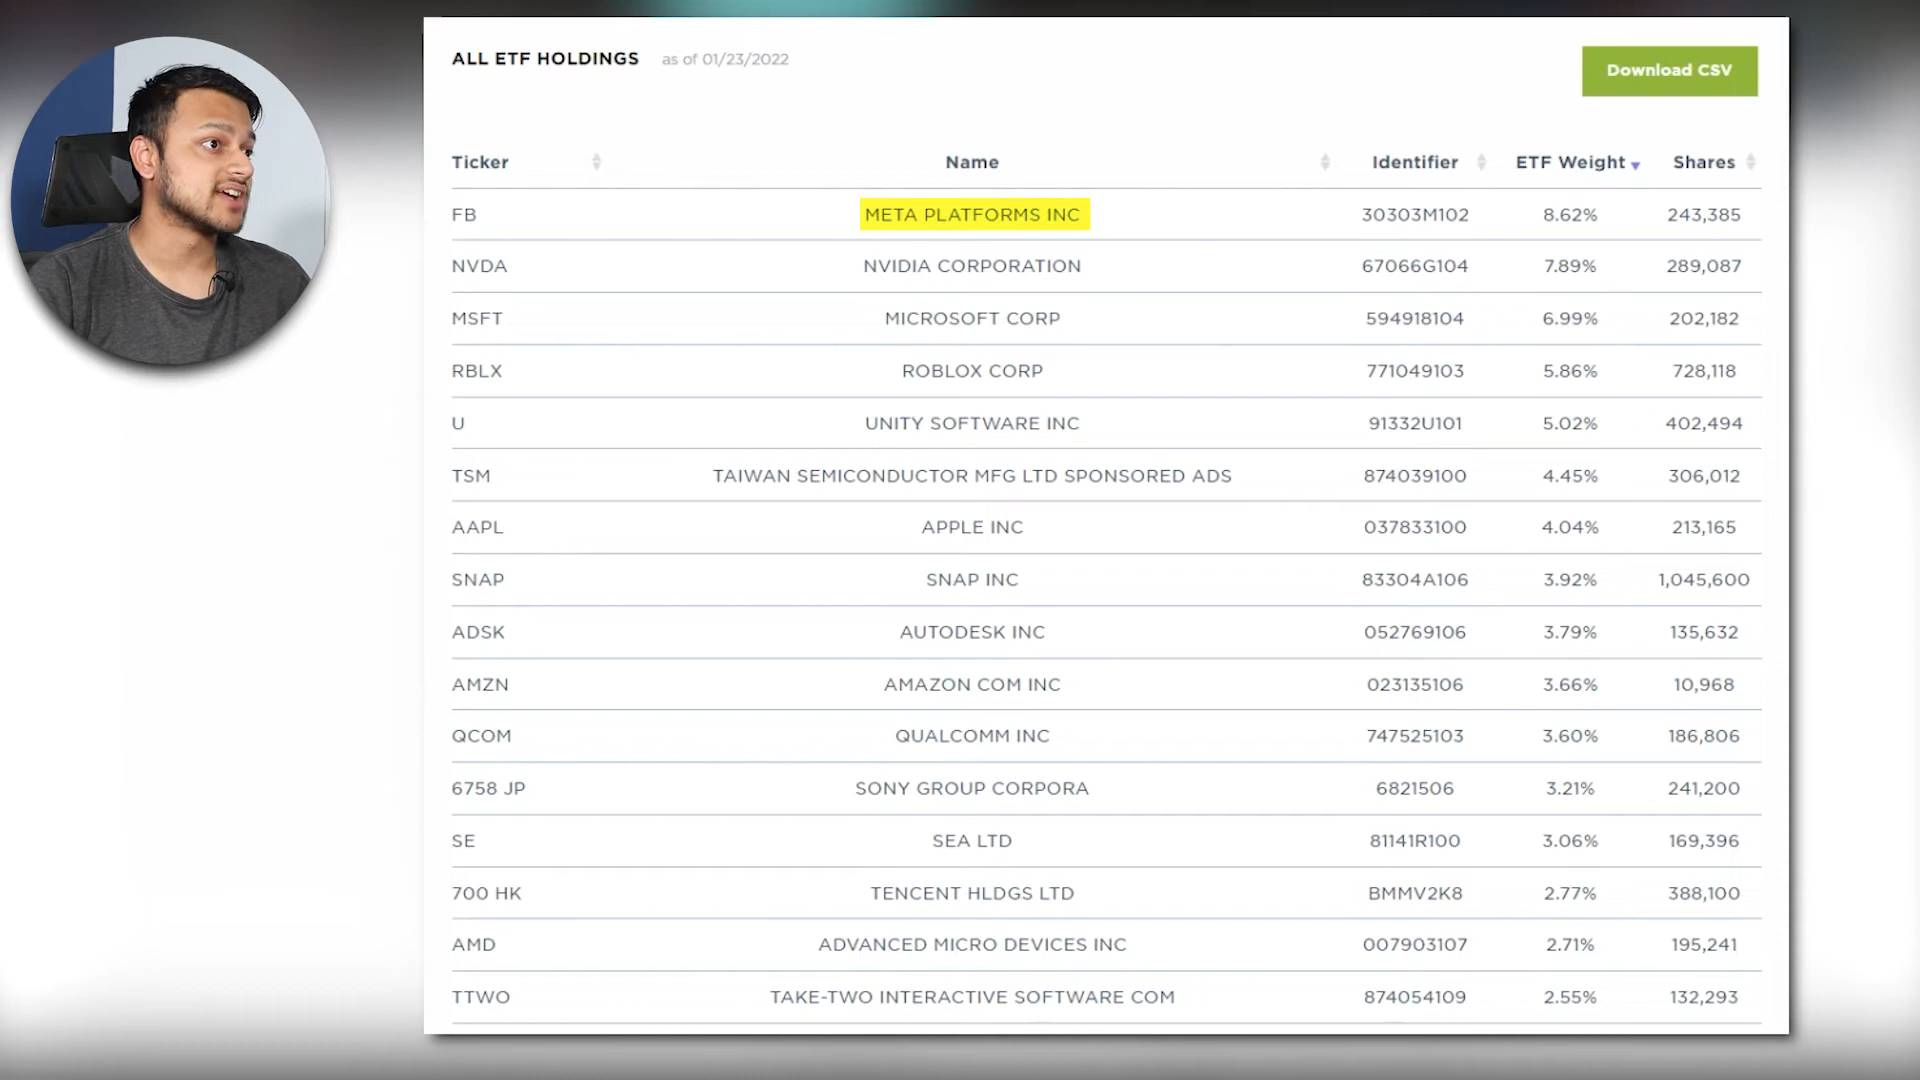 ALL ETF HOLDINGS as of 01/23/2022
Download CSV
Ticker Name Identifier ETF Weight Shares
FB META PLATFORMS INC 30303M102 8.62% 243,385
NVDA NVIDIA CORPORATION 67066G104 7.89% 289,087
MSFT MICROSOFT CORP 594918104 6.99% 202,182
RBLX ROBLOX CORP 771049103 5.86% 728,118
U UNITY SOFTWARE INC 91332U101 5.02% 402,494
TSM TAIWAN SEMICONDUCTOR MFG LTD SPONSORED ADS 874039100 4.45% 306,012
AAPL APPLE INC 037833100 4.04% 213,165
SNAP SNAP INC 83304A106 3.92% 1,045,600
ADSK AUTODESK INC 052769106 3.79% 135,632
AMZN AMAZON COM INC 023135106 3.66% 10,968
QCOM QUALCOMM INC 747525103 3.60% 186,806
6758 JP SONY GROUP CORPORA 6821506 3.21% 241,200
SE SEA LTD 81141R100 3.06% 169,396
700 HK TENCENT HLDGS LTD BMMV2K8 2.77% 388,100
AMD ADVANCED MICRO DEVICES INC 007903107 2.71% 195,241
TTWO TAKE-TWO INTERACTIVE SOFTWARE COM 874054109 2.55% 132,293